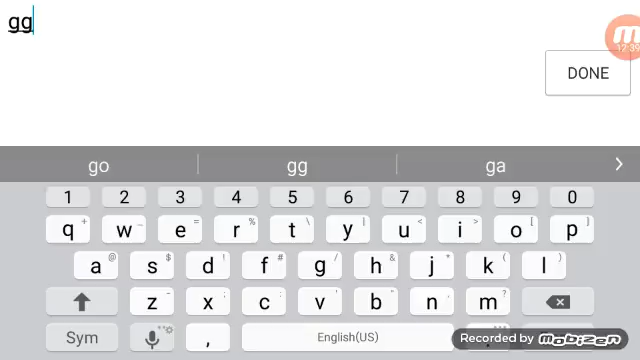 gg
12:39
DONE
go gg ga
1 2 3 4 5 6 7 8 9 0
q w e r t y u i o p
a s d f g h j k l
z x c v b n m
Sym , English(US)
Recorded by MOBIZEN